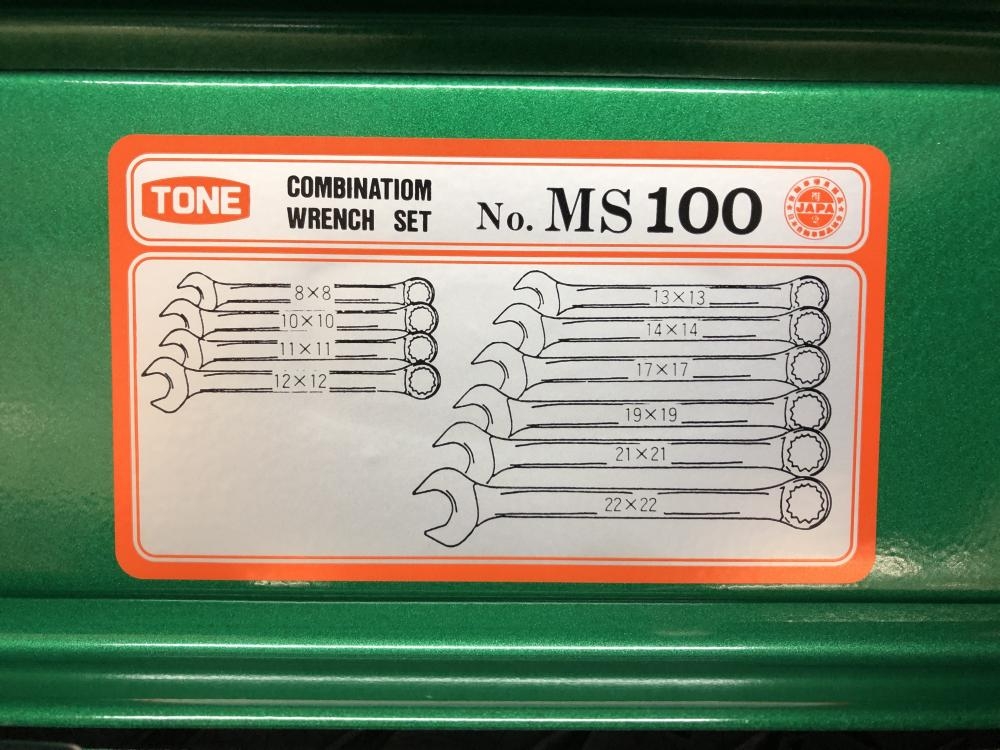 TONE
COMBINATIOM
WRENCH SET
No. MS 100
JAPA
8×8
10×10
11×11
12×12
13×13
14×14
17×17
19×19
21×21
22×22